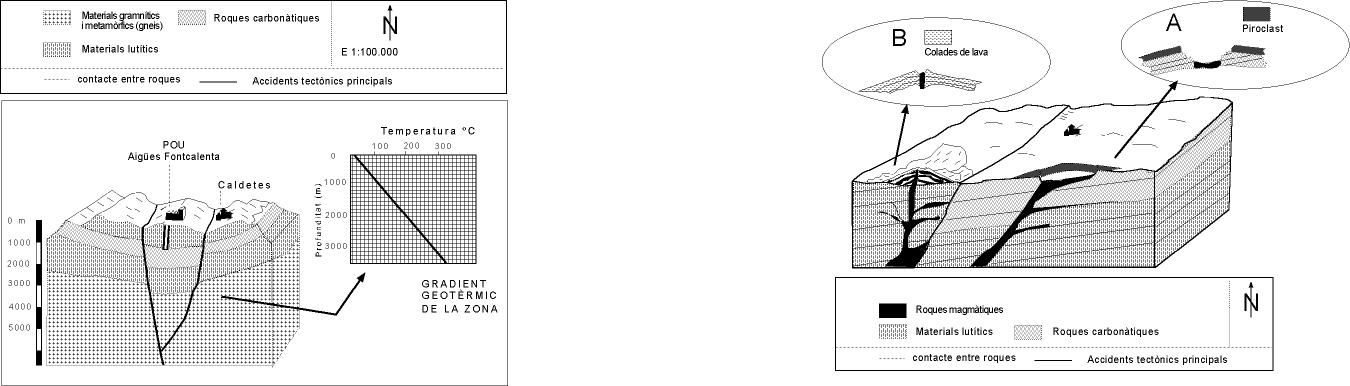 Materials gramnítics
i metamòrfics (gneis)
Roques carbonàtiques
Materials lutítics
N
E 1:100.000
contacte entre roques
Accidents tectònics principals
POU
Aigües Fontcalenta
Caldetes
0 m
1000
2000
3000
4000
5000
Temperatura ºC
100 200 300
0
1000
2000
3000
Profunditat (m)
GRADIENT
GEOTÈRMIC
DE LA ZONA
B
Colades de lava
A
Piroclast
Roques magmàtiques
Materials lutítics
Roques carbonàtiques
N
contacte entre roques
Accidents tectònics principals